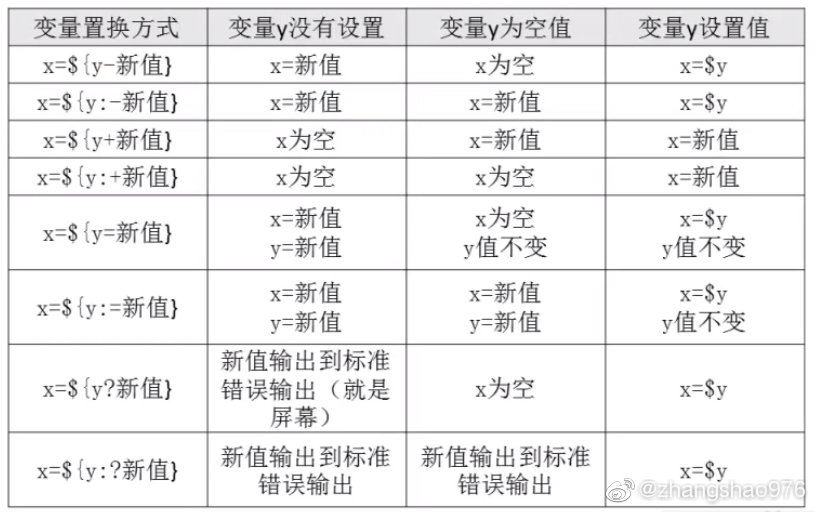 变量置换方式 变量y没有设置 变量y为空值 变量y设置值
x=${y-新值} x=新值 x为空 x=$y
x=${y:-新值} x=新值 x=新值 x=$y
x=${y+新值} x为空 x=新值 x=新值
x=${y:+新值} x为空 x为空 x=新值
x=${y=新值} x=新值 x为空 x=$y
y=新值 y值不变 y值不变
x=${y:=新值} x=新值 x=新值 x=$y
y=新值 y=新值 y值不变
x=${y?新值} 新值输出到标准 x为空 x=$y
错误输出（就是
屏幕）
x=${y:?新值} 新值输出到标准 新值输出到标准 x=$y
错误输出 错误输出
@zhangshao976